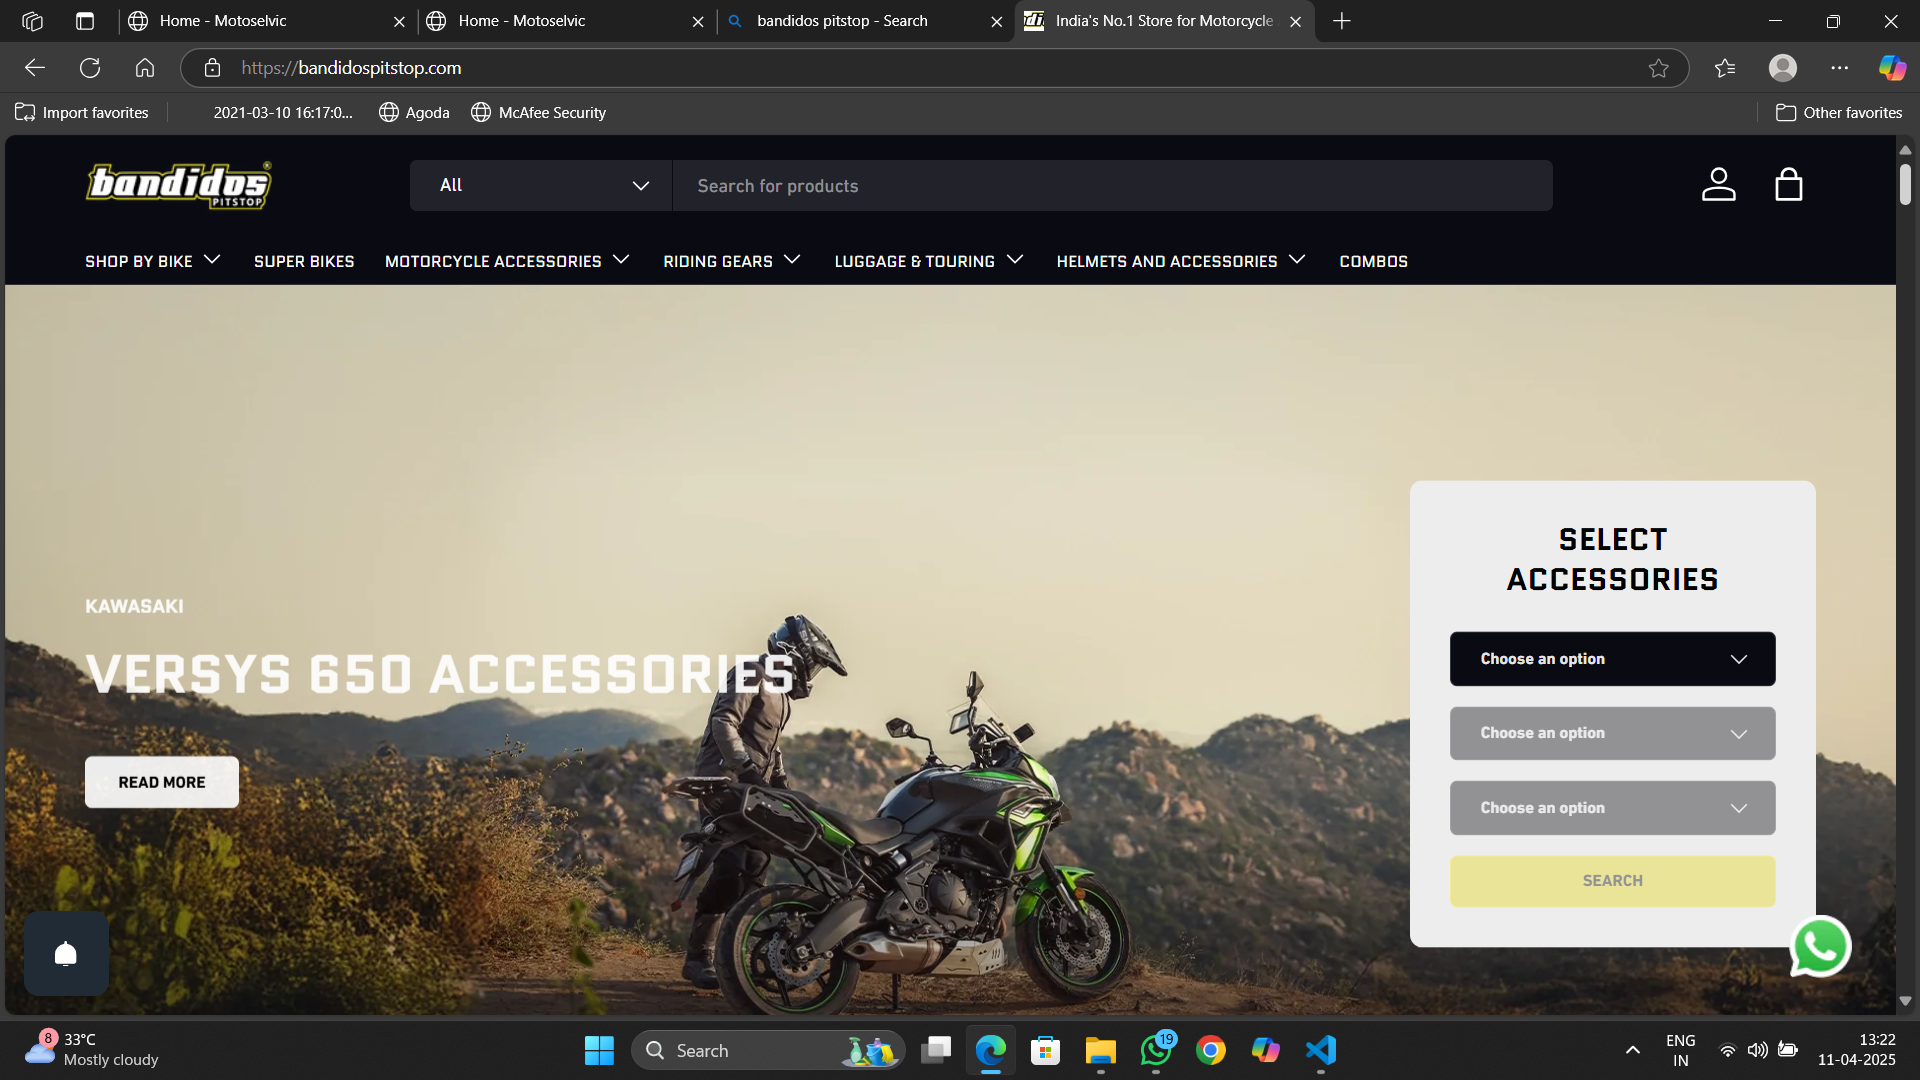 Home - Motoselvic
Home - Motoselvic
bandidos pitstop - Search
India's No.1 Store for Motorcycle
https://bandidospitstop.com
Import favorites
2021-03-10 16:17:0...
Agoda
McAfee Security
Other favorites
bandidos
PITSTOP
All
Search for products
SHOP BY BIKE
SUPER BIKES
MOTORCYCLE ACCESSORIES
RIDING GEARS
LUGGAGE & TOURING
HELMETS AND ACCESSORIES
COMBOS
KAWASAKI
VERSYS 650 ACCESSORIES
READ MORE
SELECT
ACCESSORIES
Choose an option
Choose an option
Choose an option
SEARCH
8
33°C
Mostly cloudy
Search
19
ENG
IN
13:22
11-04-2025